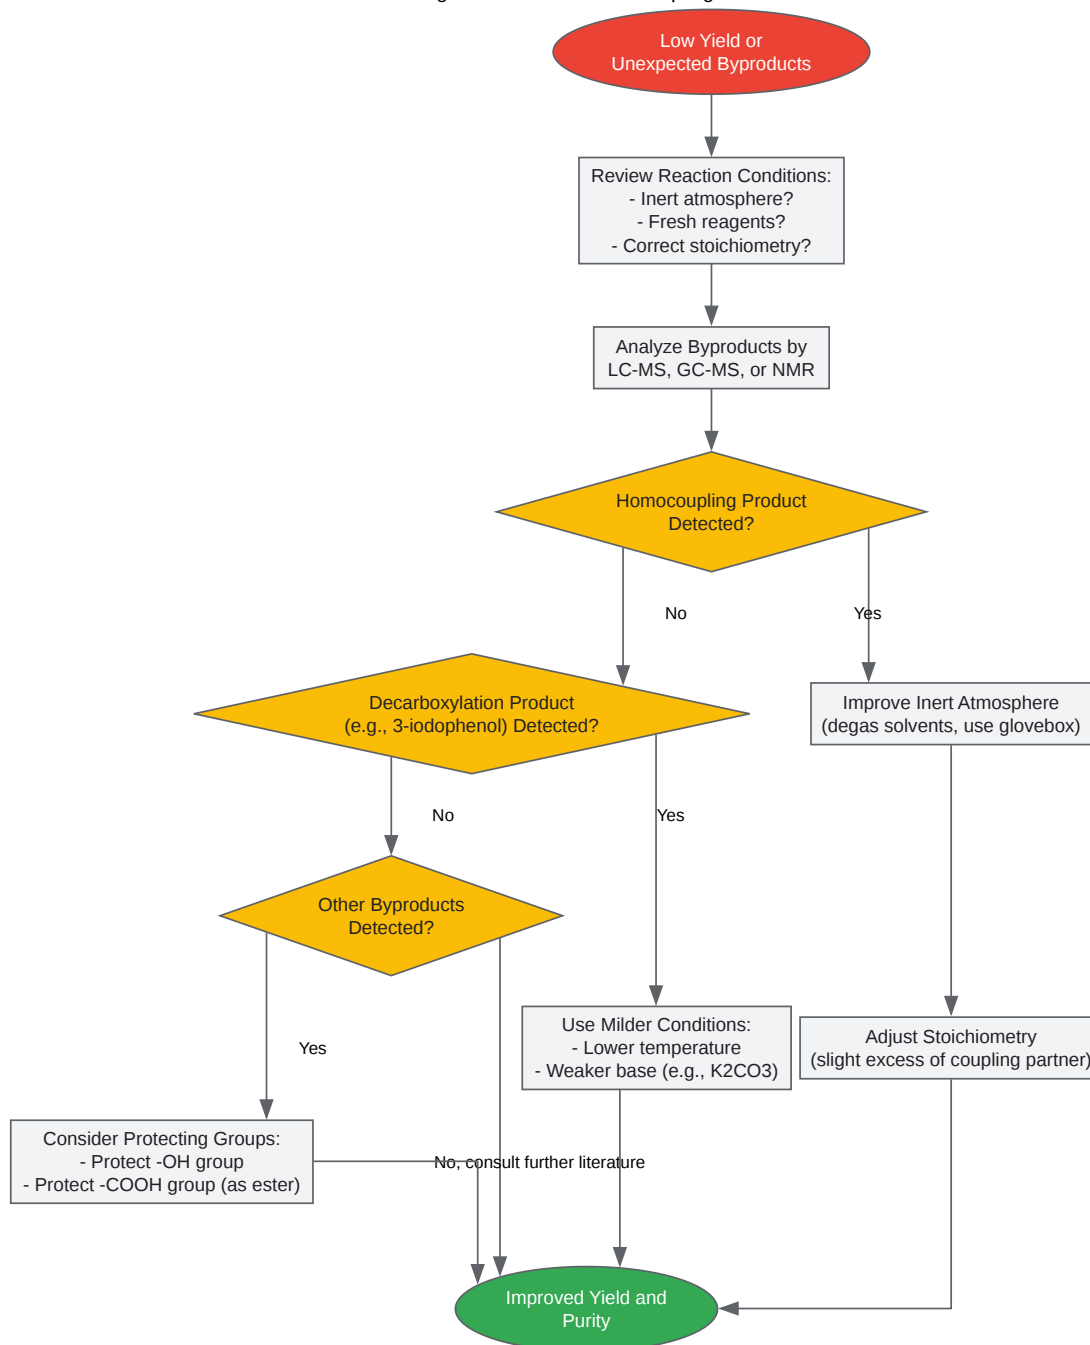 Low Yield or
Unexpected Byproducts
Review Reaction Conditions:
- Inert atmosphere?
- Fresh reagents?
- Correct stoichiometry?
Analyze Byproducts by
LC-MS, GC-MS, or NMR
Homocoupling Product
Detected?
No
Yes
Decarboxylation Product
(e.g., 3-iodophenol) Detected?
Improve Inert Atmosphere
(degas solvents, use glovebox)
No
Yes
Other Byproducts
Detected?
Use Milder Conditions:
- Lower temperature
- Weaker base (e.g., K2CO3)
Adjust Stoichiometry
(slight excess of coupling partner)
Yes
Consider Protecting Groups:
- Protect -OH group
- Protect -COOH group (as ester)
No, consult further literature
Improved Yield and
Purity